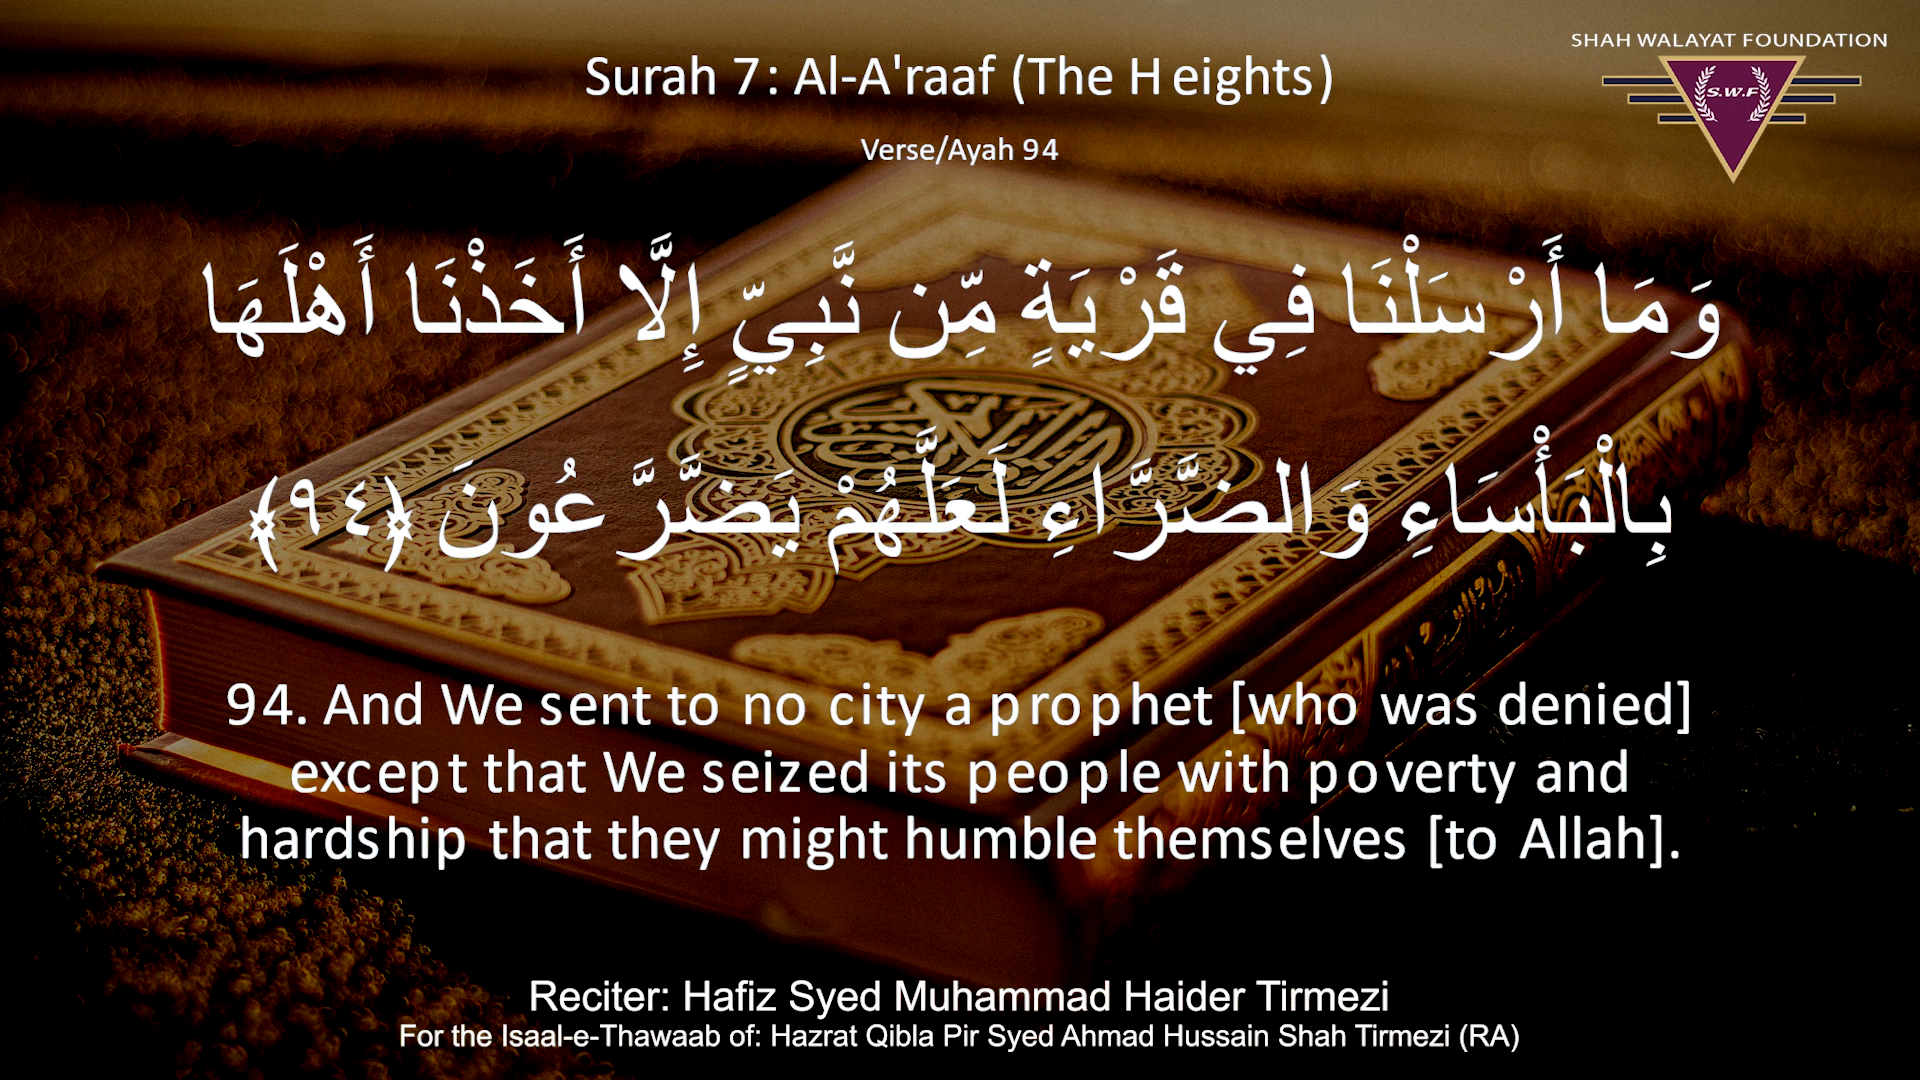 SHAH WALAYAT FOUNDATION
S.W.F
Surah 7: Al-A'raaf (The Heights)
Verse/Ayah 94
وَمَا أَرْسَلْنَا فِي قَرْيَةٍ مِّن نَّبِيٍّ إِلَّا أَخَذْنَا أَهْلَهَا
بِالْبَأْسَاءِ وَالضَّرَّاءِ لَعَلَّهُمْ يَضَّرَّعُونَ ﴿٩٤﴾
94. And We sent to no city a prophet [who was denied]
except that We seized its people with poverty and
hardship that they might humble themselves [to Allah].
Reciter: Hafiz Syed Muhammad Haider Tirmezi
For the Isaal-e-Thawaab of: Hazrat Qibla Pir Syed Ahmad Hussain Shah Tirmezi (RA)